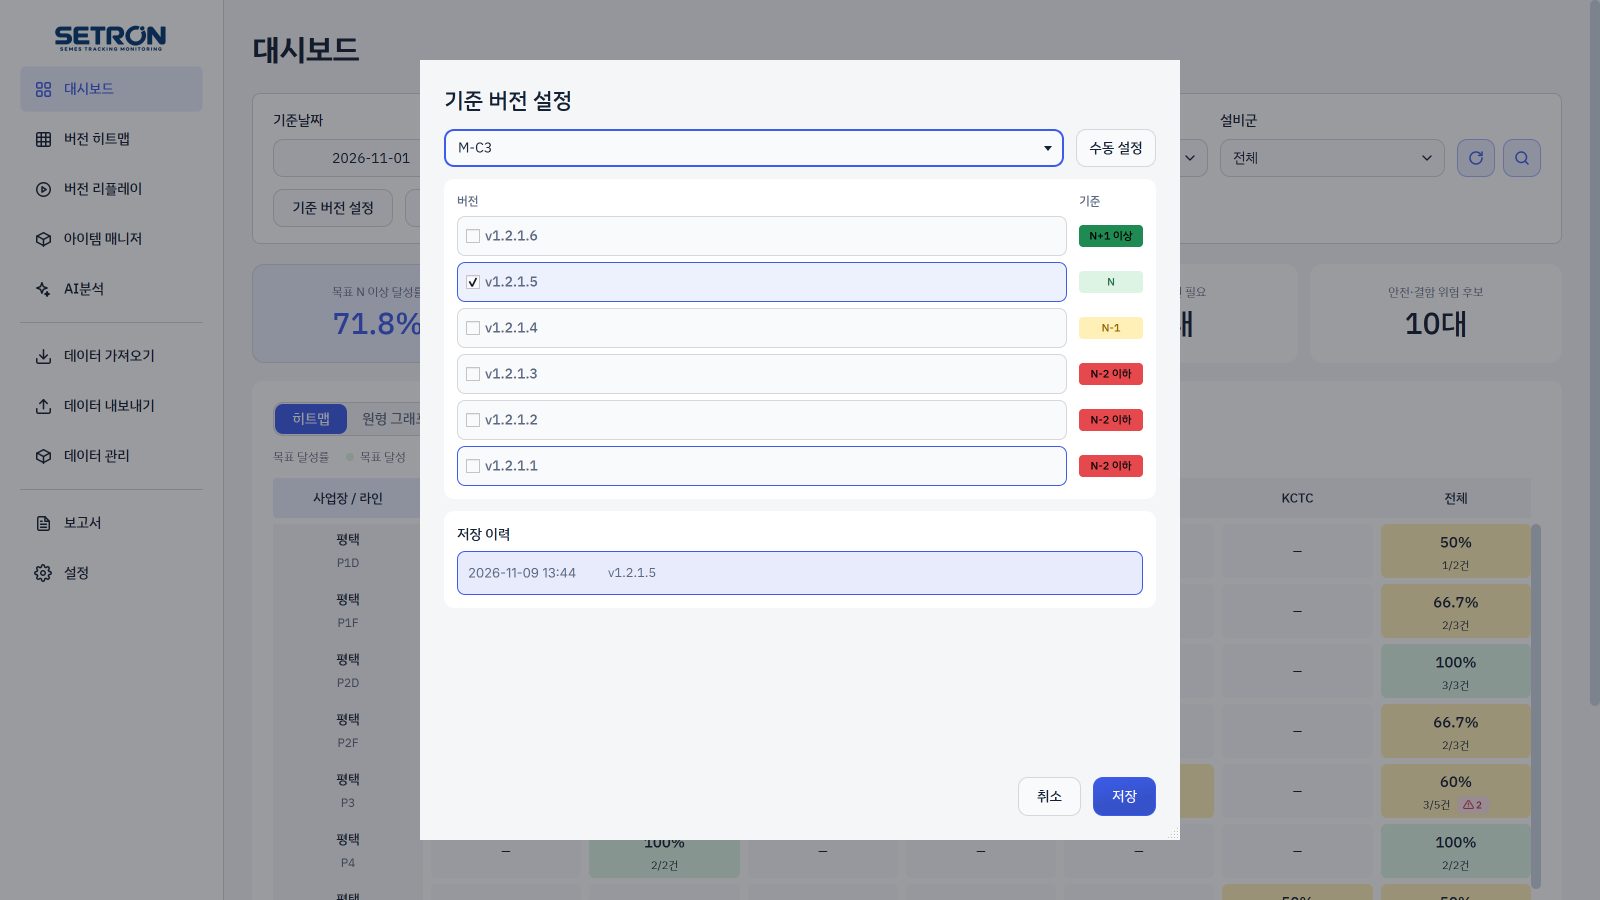 SETRON
SEMES TRACKING MONITORING
대시보드
버전 히트맵
버전 리플레이
아이템 매니저
AI분석
데이터 가져오기
데이터 내보내기
데이터 관리
보고서
설정
대시보드
기준날짜
2026-11-01
설비군
전체
기준 버전 설정
목표 N 이상 달성률
71.8%
필요
안전·결함 위험 후보
10대
히트맵
원형 그래프
목표 달성률
목표 달성
사업장 / 라인
KCTC
전체
평택
P1D
–
50%
1/2건
평택
P1F
–
66.7%
2/3건
평택
P2D
–
100%
3/3건
평택
P2F
–
66.7%
2/3건
평택
P3
–
60%
3/5건
2
평택
P4
–
100%
2/2건
–
–
–
–
100%
2/2건
평택
50%
50%
기준 버전 설정
M-C3
수동 설정
버전
기준
v1.2.1.6
N+1 이상
v1.2.1.5
N
v1.2.1.4
N-1
v1.2.1.3
N-2 이하
v1.2.1.2
N-2 이하
v1.2.1.1
N-2 이하
저장 이력
2026-11-09 13:44
v1.2.1.5
취소
저장